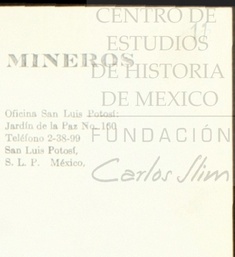 CENTRO DE
11
ESTUDIOS
MINEROS
DE HISTORIA
DE MEXICO
Oficina San Luis Potosí:
Jardín de la Paz No. 160
FUNDACIÓN
Teléfono 2-38-99
San Luis Potosí,
S. L. P. México.
Carlos Slim